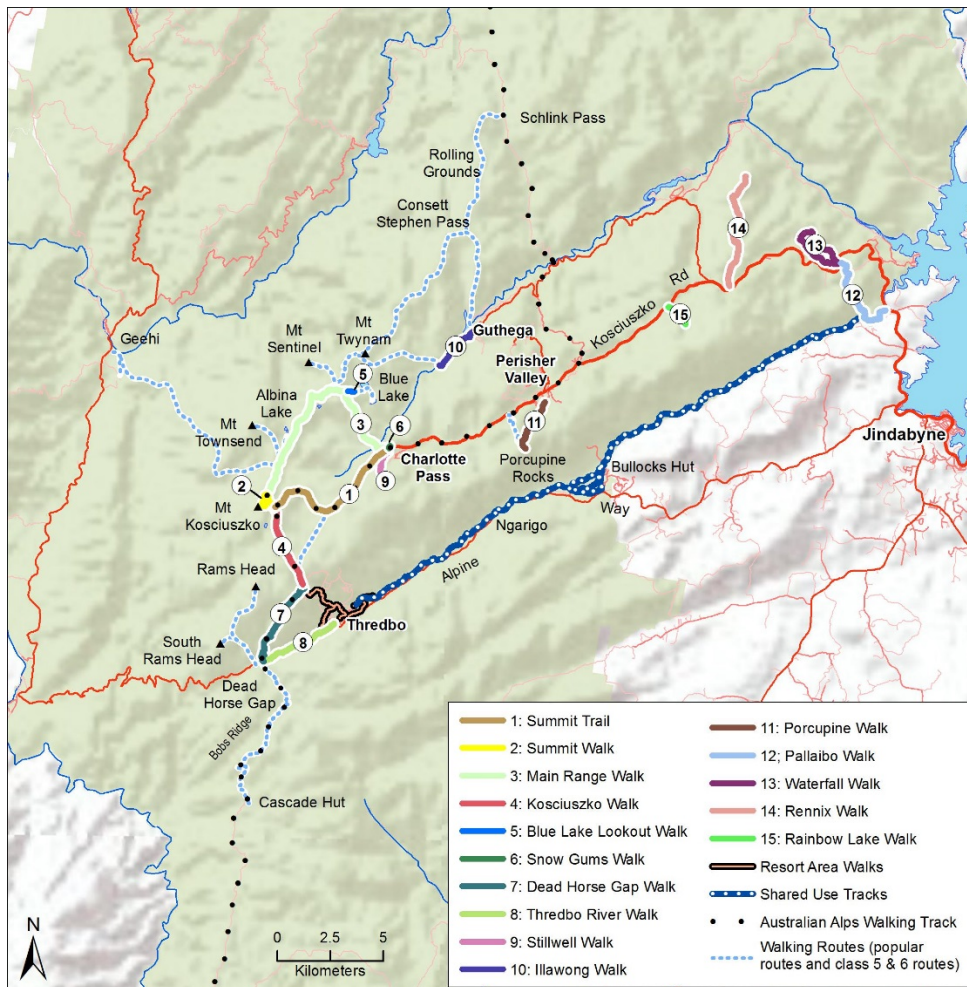 Schlink Pass
Rolling
Grounds
Consett
Stephen Pass
14
13
12
Kosciuszko Rd
15
Geehi
Mt
Sentinel
Mt
Twynam
Guthega
10
Perisher
Valley
5
Blue
Lake
Albina
Lake
Mt
Townsend
3
6
11
Jindabyne
Charlotte
Pass
9
Porcupine
Rocks
Bullocks Hut
2
1
Mt
Kosciuszko
Way
Ngarigo
4
Alpine
Rams Head
7
Thredbo
8
South
Rams Head
Dead
Horse Gap
Bobs Ridge
Cascade Hut
N
0 2.5 5
Kilometers
1: Summit Trail
2: Summit Walk
3: Main Range Walk
4: Kosciuszko Walk
5: Blue Lake Lookout Walk
6: Snow Gums Walk
7: Dead Horse Gap Walk
8: Thredbo River Walk
9: Stillwell Walk
10: Illawong Walk
11: Porcupine Walk
12; Pallaibo Walk
13: Waterfall Walk
14: Rennix Walk
15: Rainbow Lake Walk
Resort Area Walks
Shared Use Tracks
Australian Alps Walking Track
Walking Routes (popular
routes and class 5 & 6 routes)